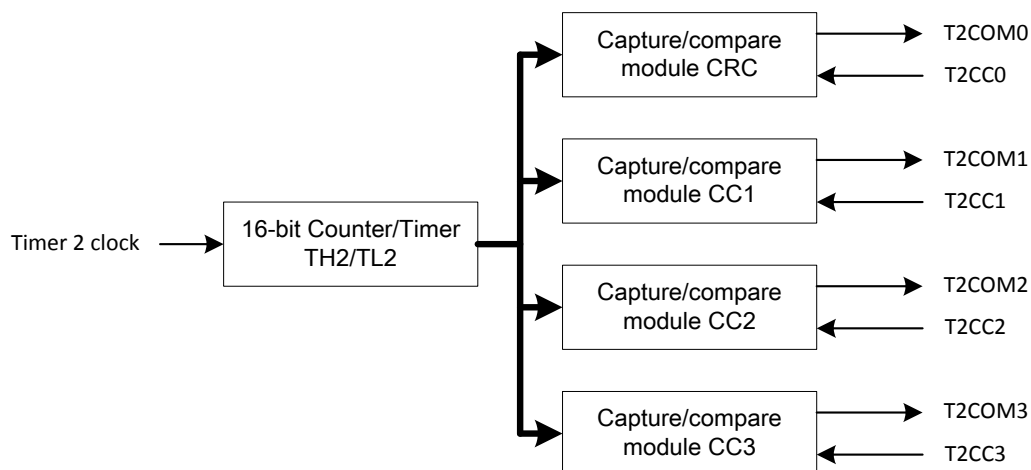 Timer 2 clock
16-bit Counter/Timer
TH2/TL2
Capture/compare
module CRC
T2COM0
T2CC0
Capture/compare
module CC1
T2COM1
T2CC1
Capture/compare
module CC2
T2COM2
T2CC2
Capture/compare
module CC3
T2COM3
T2CC3